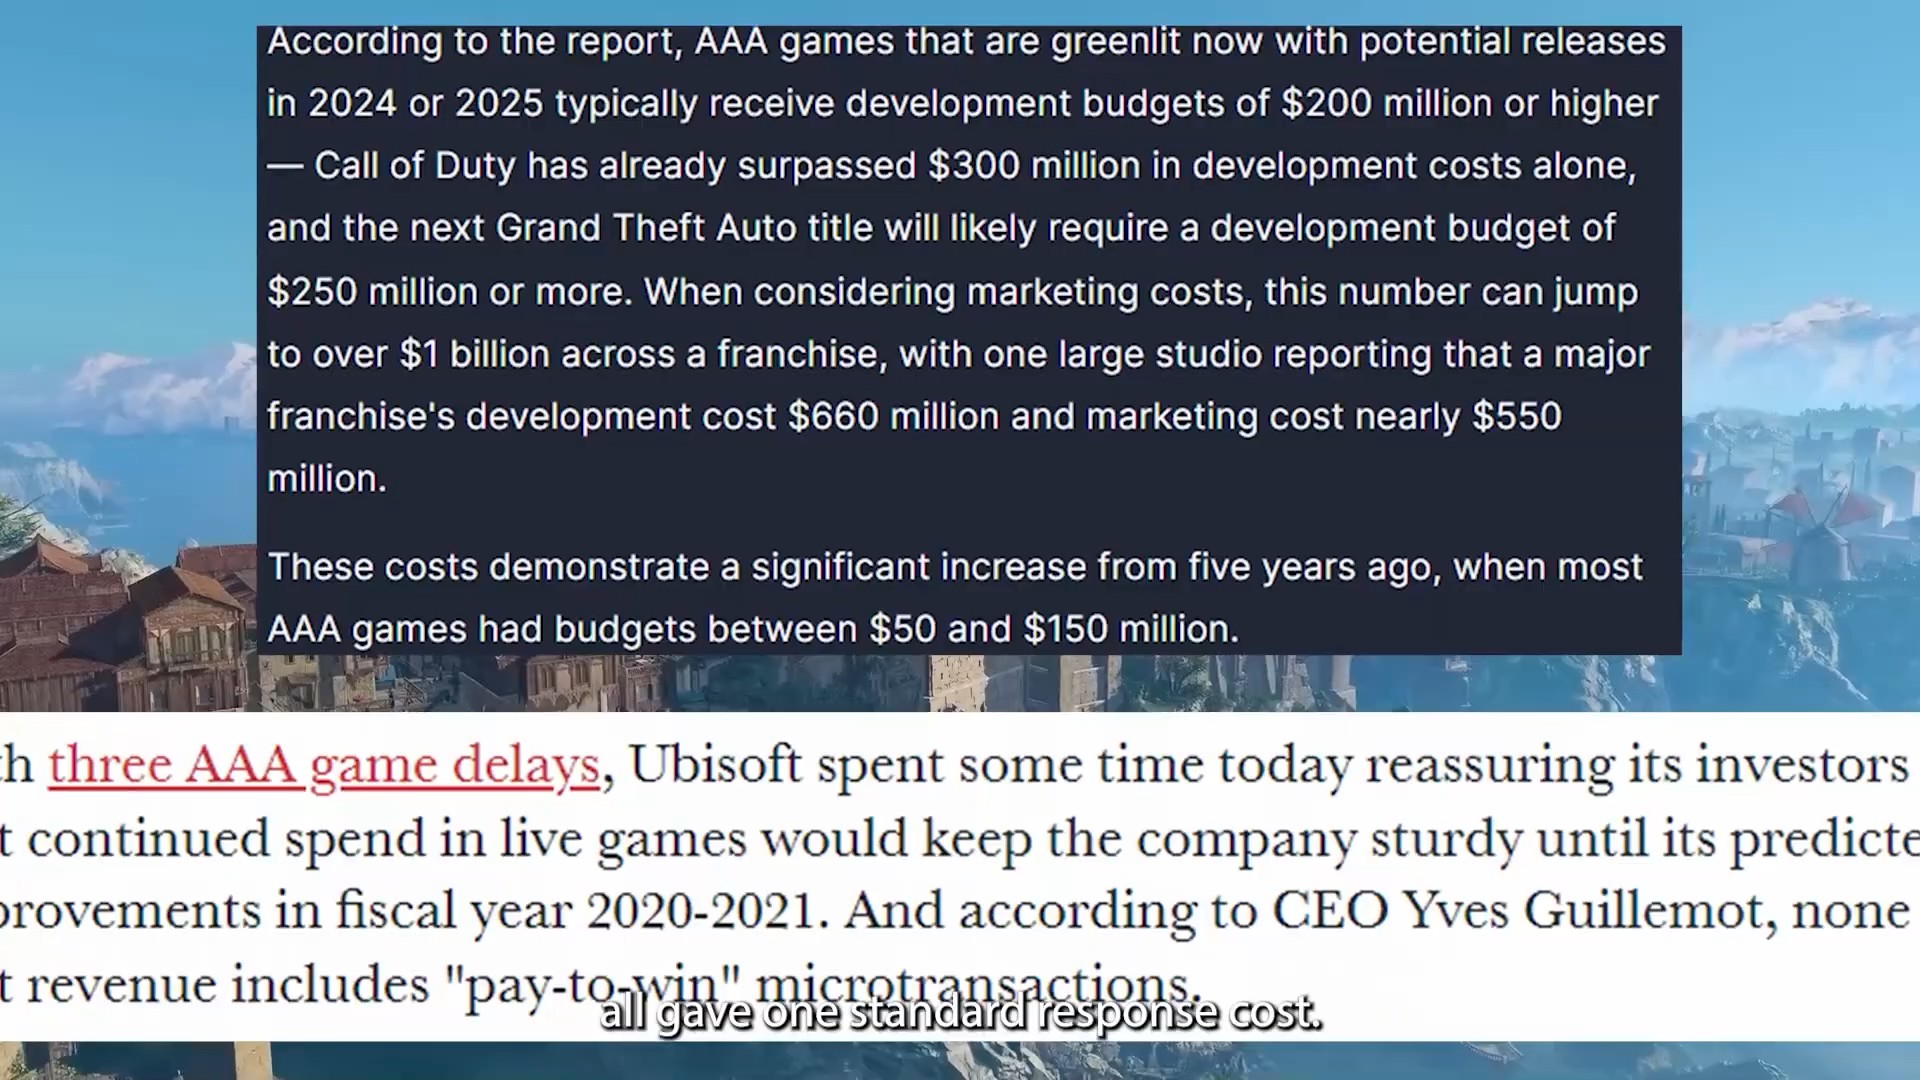 According to the report, AAA games that are greenlit now with potential releases
in 2024 or 2025 typically receive development budgets of $200 million or higher
— Call of Duty has already surpassed $300 million in development costs alone,
and the next Grand Theft Auto title will likely require a development budget of
$250 million or more. When considering marketing costs, this number can jump
to over $1 billion across a franchise, with one large studio reporting that a major
franchise's development cost $660 million and marketing cost nearly $550
million.
These costs demonstrate a significant increase from five years ago, when most
AAA games had budgets between $50 and $150 million.
three AAA game delays, Ubisoft spent some time today reassuring its investors
continued spend in live games would keep the company sturdy until its predicte
provements in fiscal year 2020-2021. And according to CEO Yves Guillemot, none
t revenue includes "pay-to-win" microtransactions.
all gave one standard response cost.